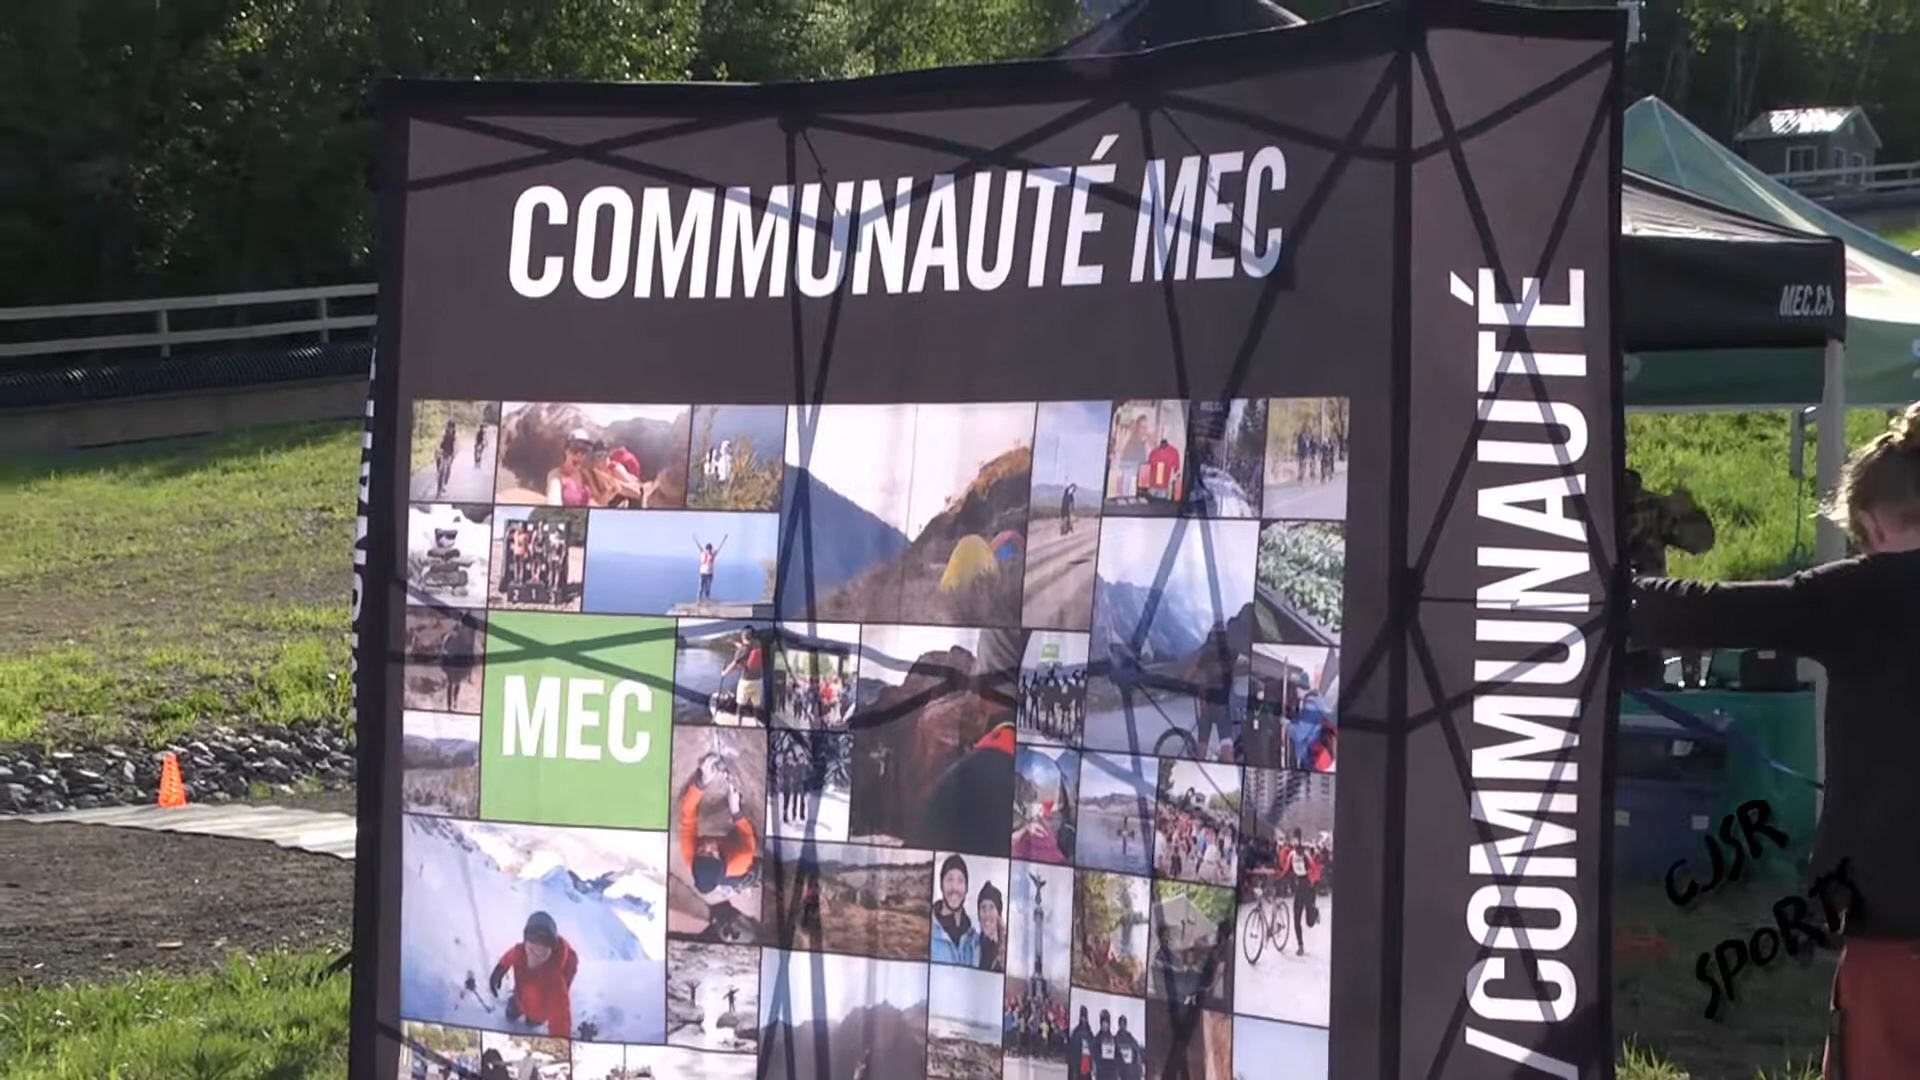 COMMUNAUTÉ MEC
MEC
/COMMUNAUTÉ
MEC.CA
CJSR
SPORTS